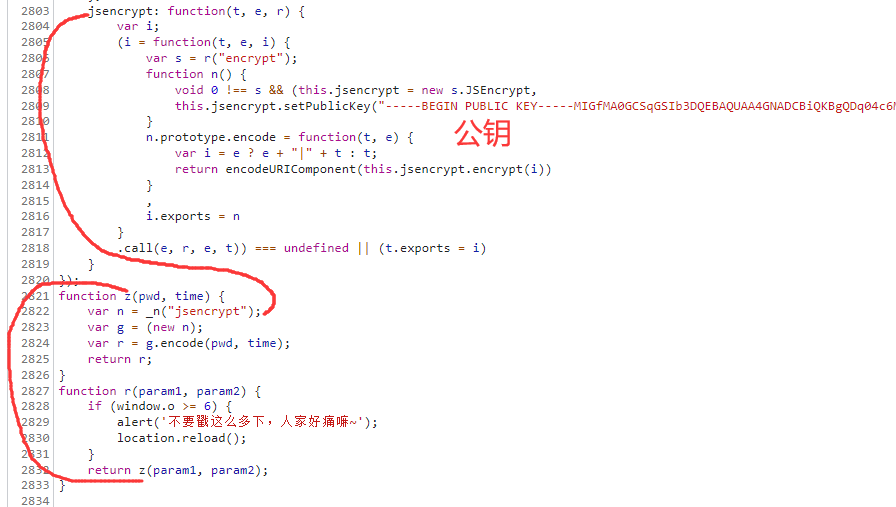 2803 jsencrypt: function(t, e, r) {
2804 var i;
2805 (i = function(t, e, i) {
2806 var s = r("encrypt");
2807 function n() {
2808 void 0 !== s && (this.jsencrypt = new s.JSEncrypt,
2809 this.jsencrypt.setPublicKey("-----BEGIN PUBLIC KEY-----MIGfMA0GCSqGSIb3DQEBAQUAA4GNADCBiQKBgQDq04c6M
2810 }
公钥
2811 n.prototype.encode = function(t, e) {
2812 var i = e ? e + "|" + t : t;
2813 return encodeURIComponent(this.jsencrypt.encrypt(i))
2814 }
2815 ,
2816 i.exports = n
2817 }
2818 .call(e, r, e, t)) === undefined || (t.exports = i)
2819 }
2820 });
2821 function z(pwd, time) {
2822 var n = _n("jsencrypt");
2823 var g = (new n);
2824 var r = g.encode(pwd, time);
2825 return r;
2826 }
2827 function r(param1, param2) {
2828 if (window.o >= 6) {
2829 alert('不要戳这么多下，人家好痛嘛~');
2830 location.reload();
2831 }
2832 return z(param1, param2);
2833 }
2834